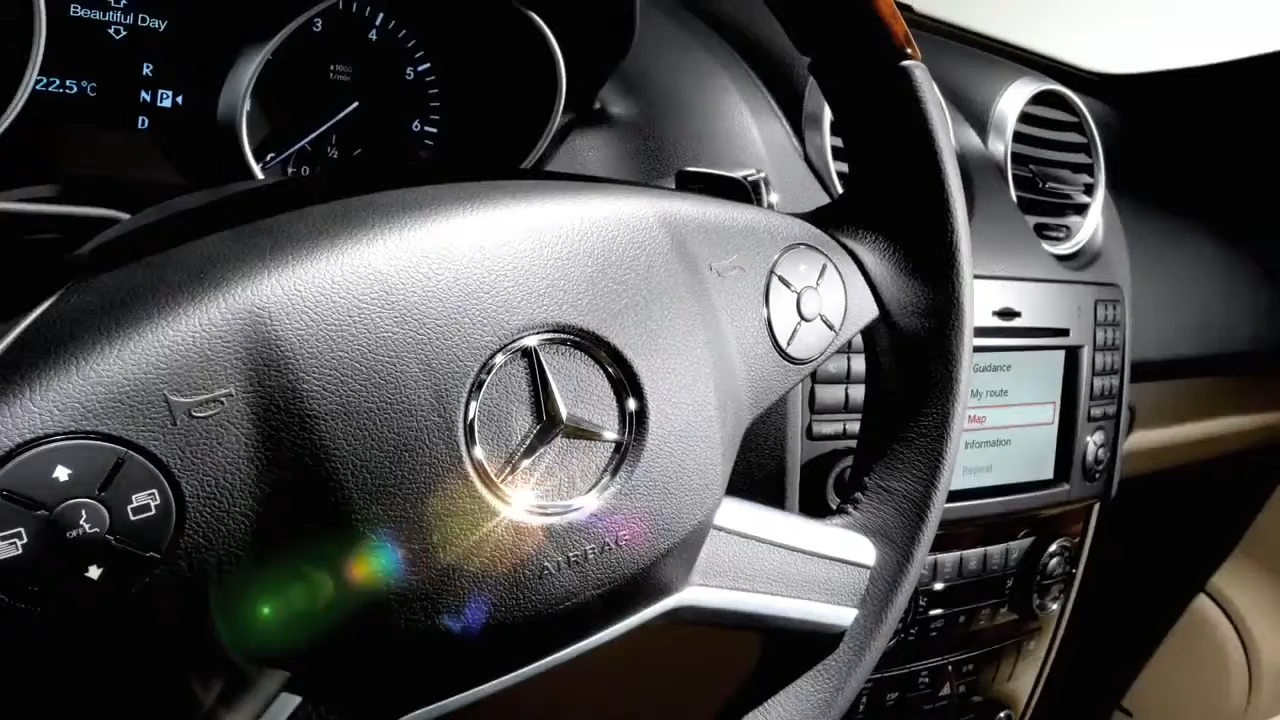 Beautiful Day
22.5°C
R
N P
D
3
4
5
6
x1000
1/min
½
0
OFF
AIRBAG
Guidance
My route
Map
Information
Repeat